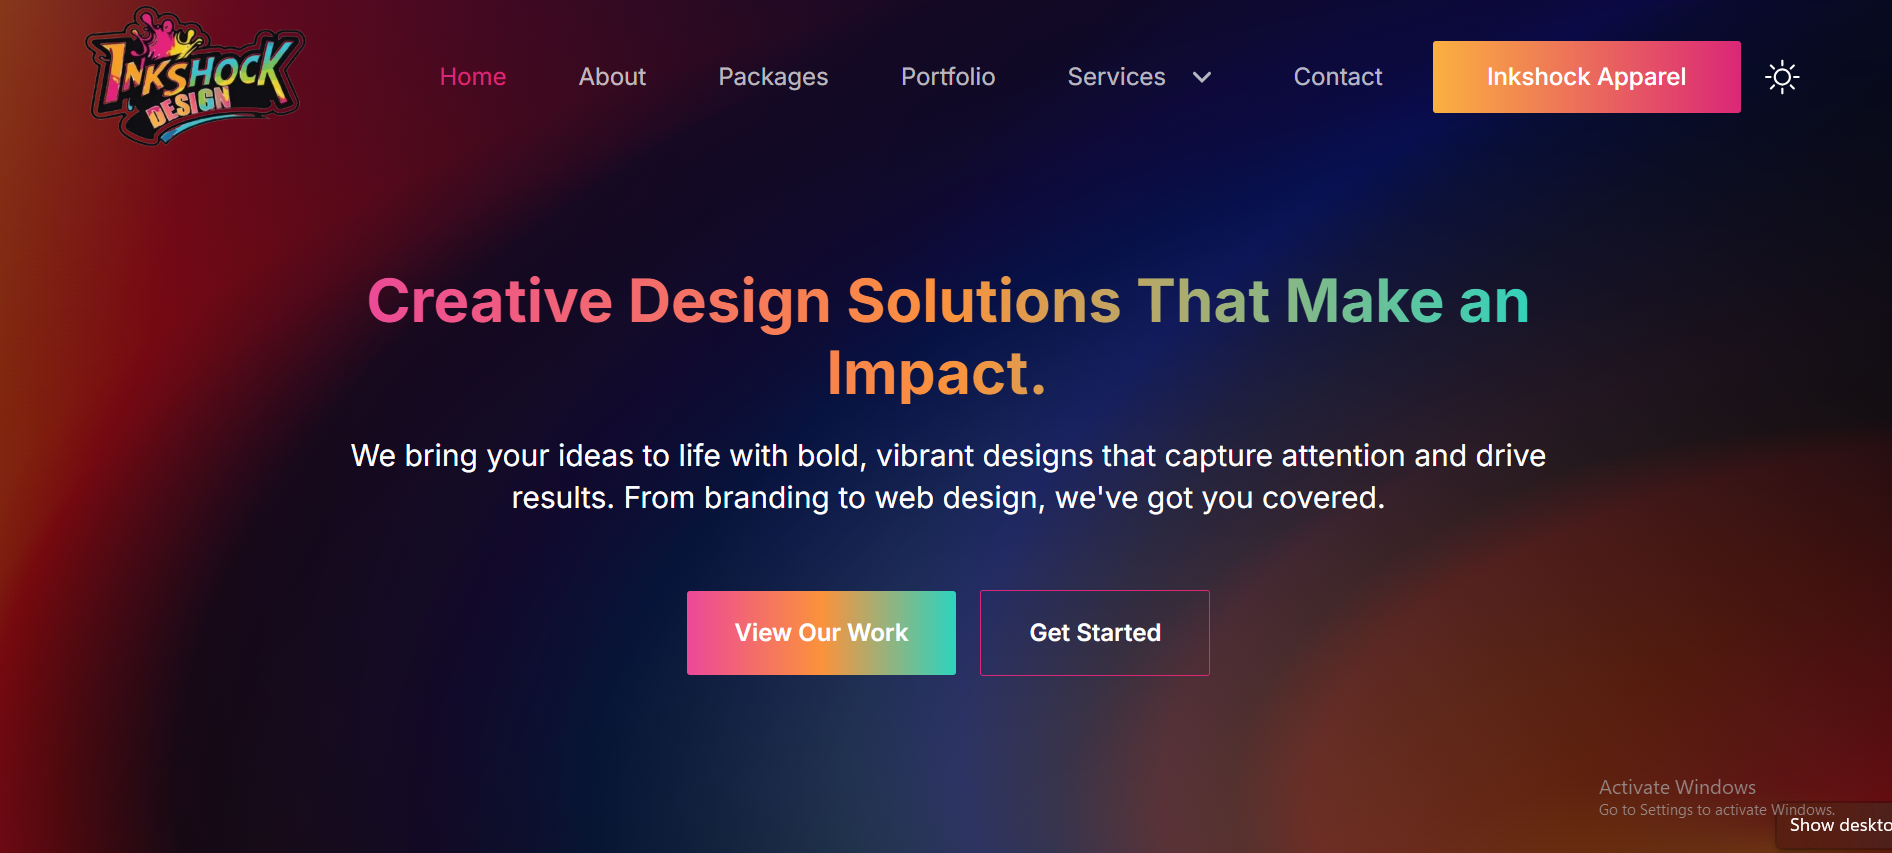 INKSHOCK
DESIGN
Home About Packages Portfolio Services Contact Inkshock Apparel
Creative Design Solutions That Make an
Impact.
We bring your ideas to life with bold, vibrant designs that capture attention and drive
results. From branding to web design, we've got you covered.
View Our Work Get Started
Activate Windows
Go to Settings to activate Windows.
Show deskto